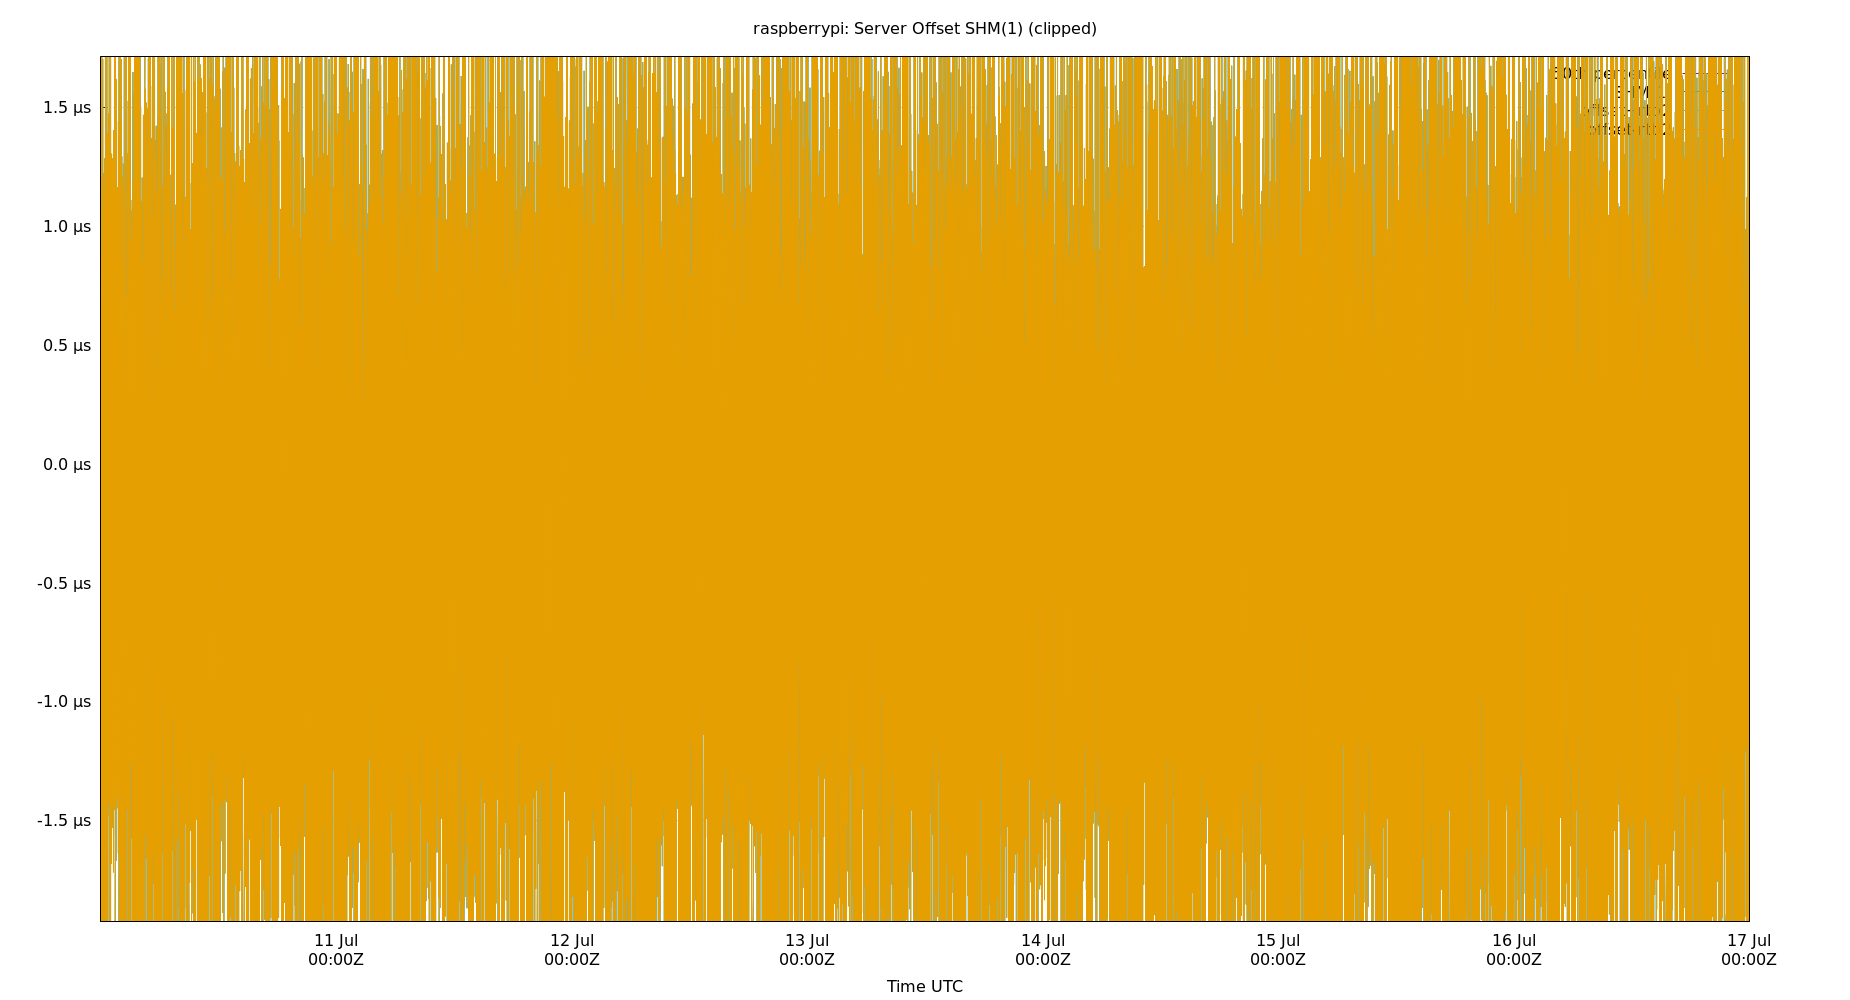 raspberrypi: Server Offset SHM(1) (clipped)
1.5 µs
1.0 µs
0.5 µs
0.0 µs
-0.5 µs
-1.0 µs
-1.5 µs
11 Jul 12 Jul 13 Jul 14 Jul 15 Jul 16 Jul 17 Jul
00:00Z 00:00Z 00:00Z 00:00Z 00:00Z 00:00Z 00:00Z
Time UTC